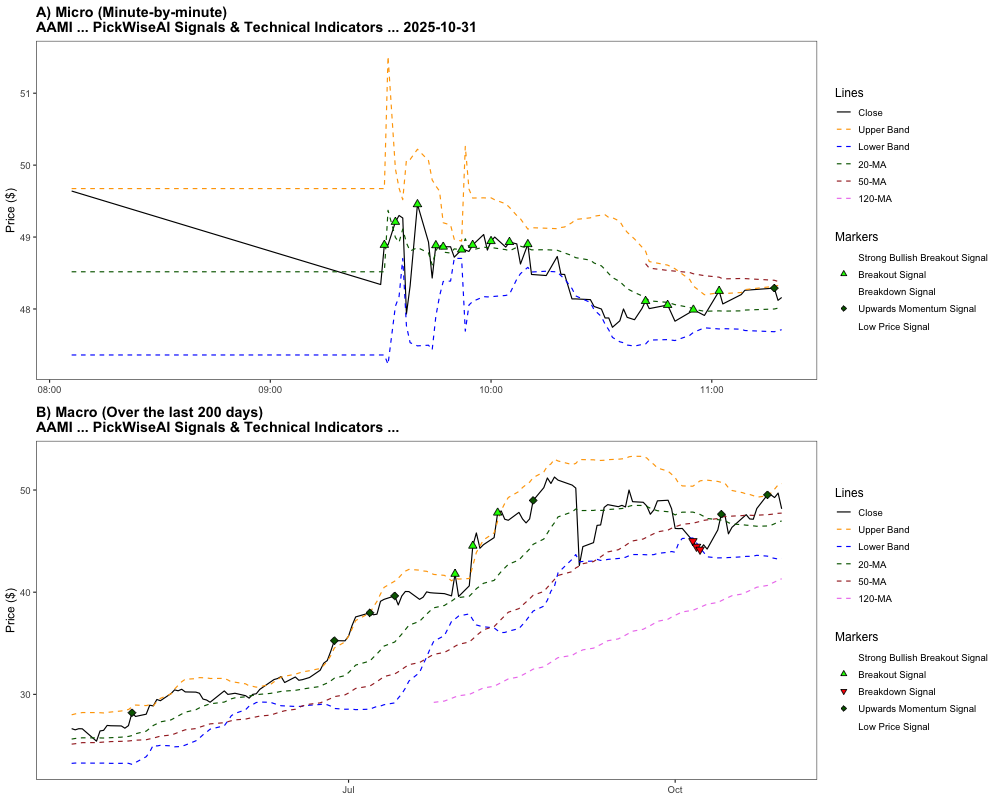 A) Micro (Minute-by-minute)
AAMI ... PickWiseAI Signals & Technical Indicators ... 2025-10-31
Price ($)
51
50
49
48
08:00
09:00
10:00
11:00
Lines
Close
Upper Band
Lower Band
20-MA
50-MA
120-MA
Markers
Strong Bullish Breakout Signal
Breakout Signal
Breakdown Signal
Upwards Momentum Signal
Low Price Signal
B) Macro (Over the last 200 days)
AAMI ... PickWiseAI Signals & Technical Indicators ...
Price ($)
50
40
30
Jul
Oct
Lines
Close
Upper Band
Lower Band
20-MA
50-MA
120-MA
Markers
Strong Bullish Breakout Signal
Breakout Signal
Breakdown Signal
Upwards Momentum Signal
Low Price Signal